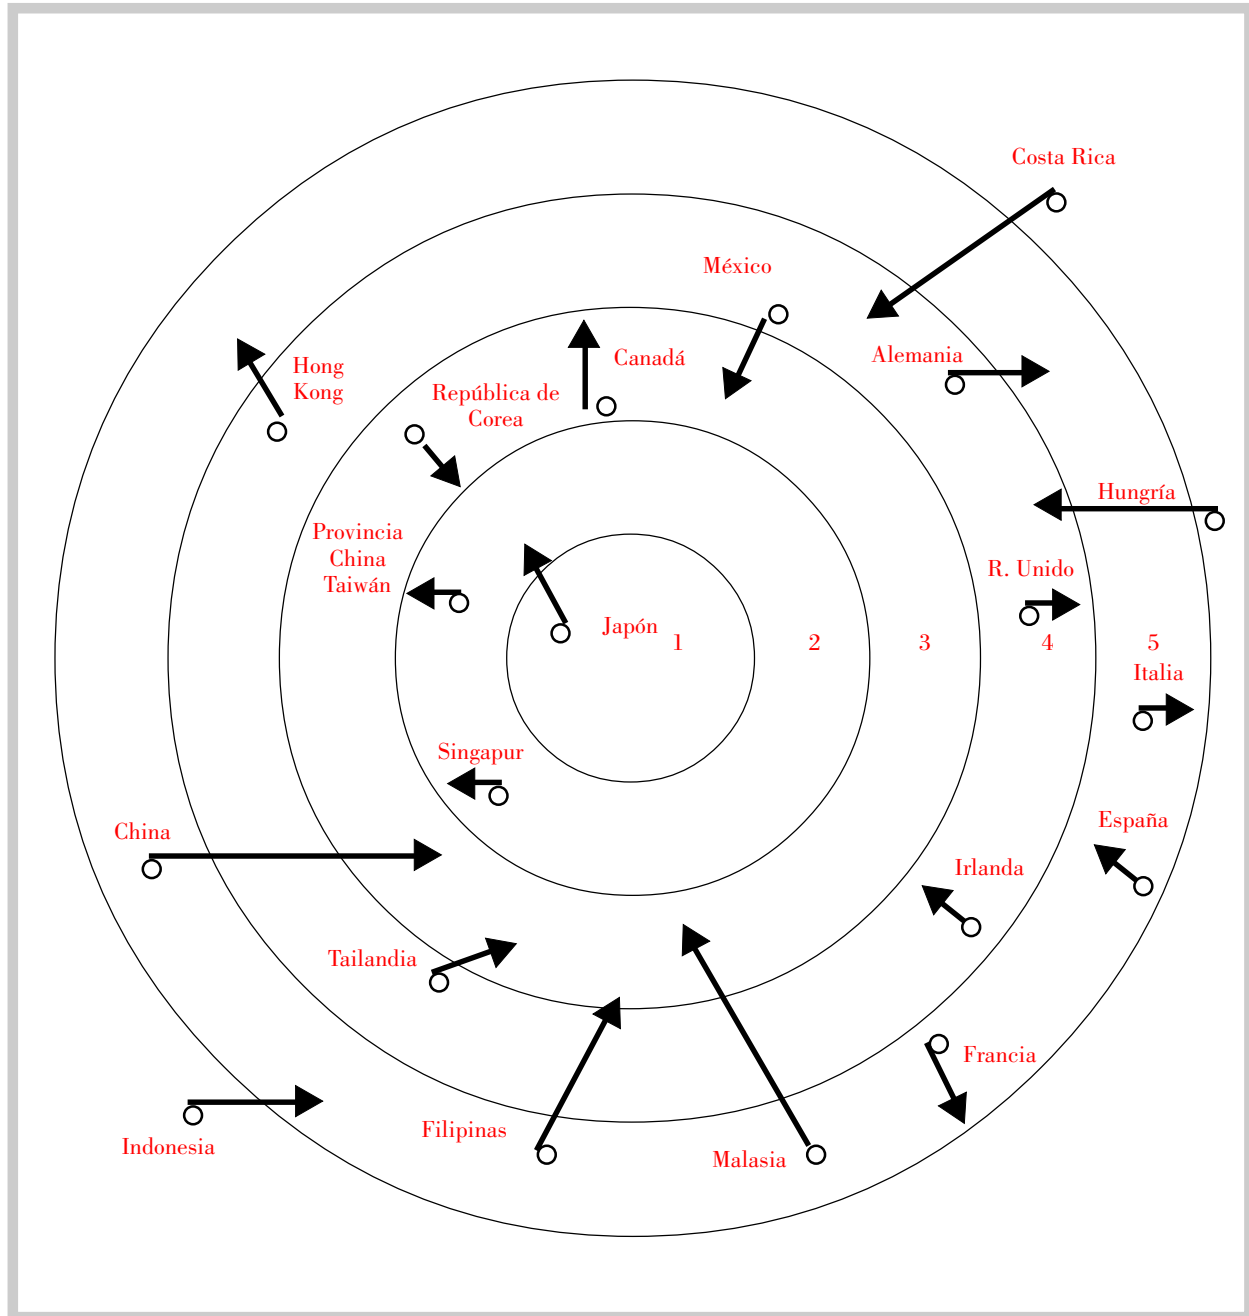 Costa Rica
México
Alemania
Canadá
Hong
Kong
República de
Corea
Hungría
Provincia
China
Taiwán
R. Unido
Japón
1
2
3
4
5
Italia
Singapur
China
España
Irlanda
Tailandia
Francia
Filipinas
Indonesia
Malasia